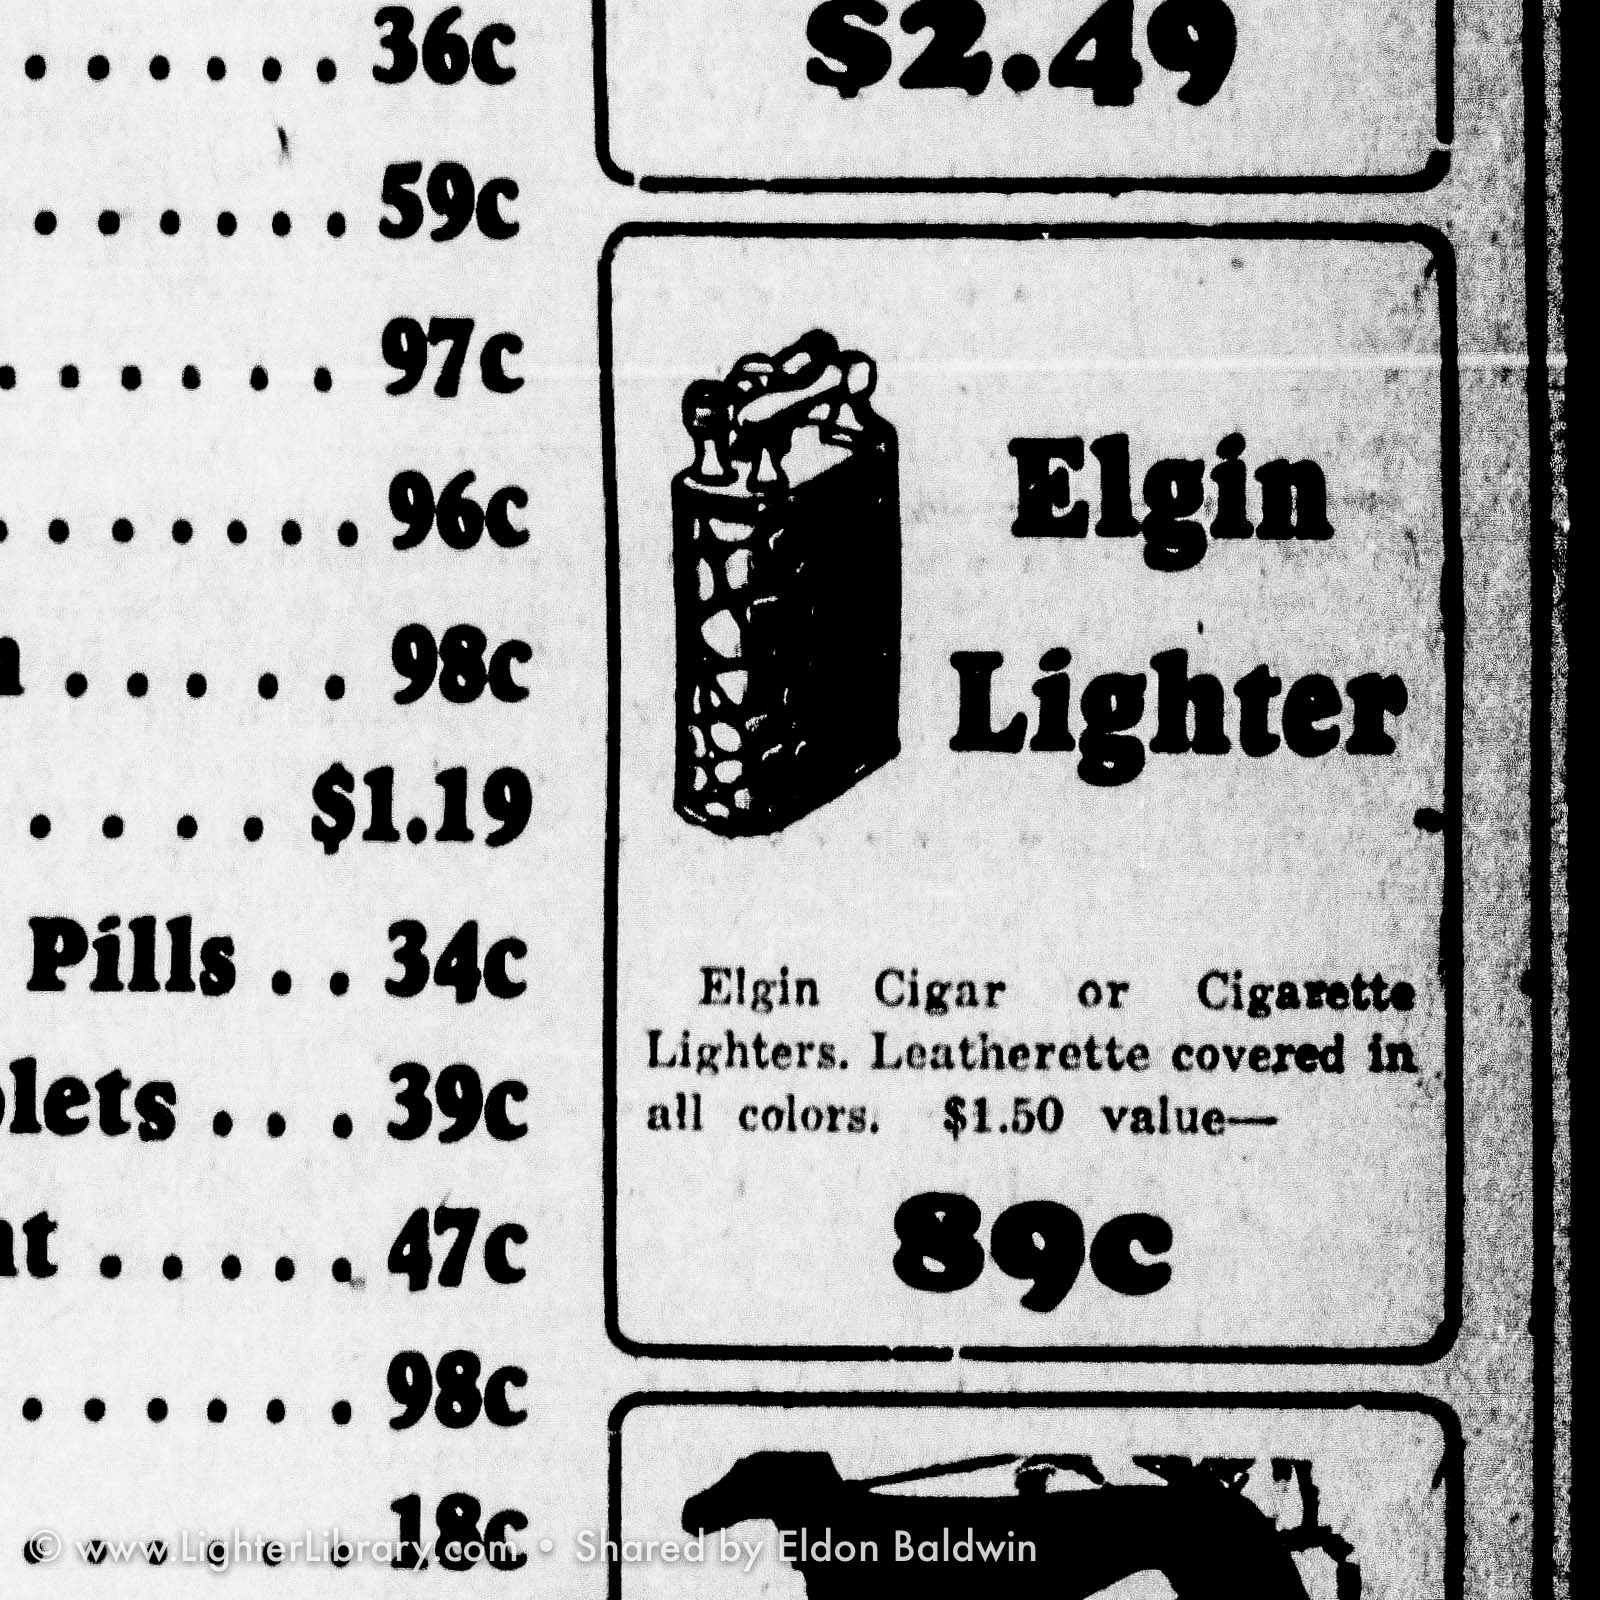 . . . . . . 36c
. . . . . . 59c
. . . . . . 97c
. . . . . . . 96c
. . . . . 98c
. . . . $1.19
Pills . . 34c
lets . . . 39c
t . . . . . 47c
. . . . . . 98c
. . . . . . 18c
$2.49
Elgin
Lighter
Elgin Cigar or Cigarette
Lighters. Leatherette covered in
all colors. $1.50 value—
89c
© www.LighterLibrary.com • Shared by Eldon Baldwin